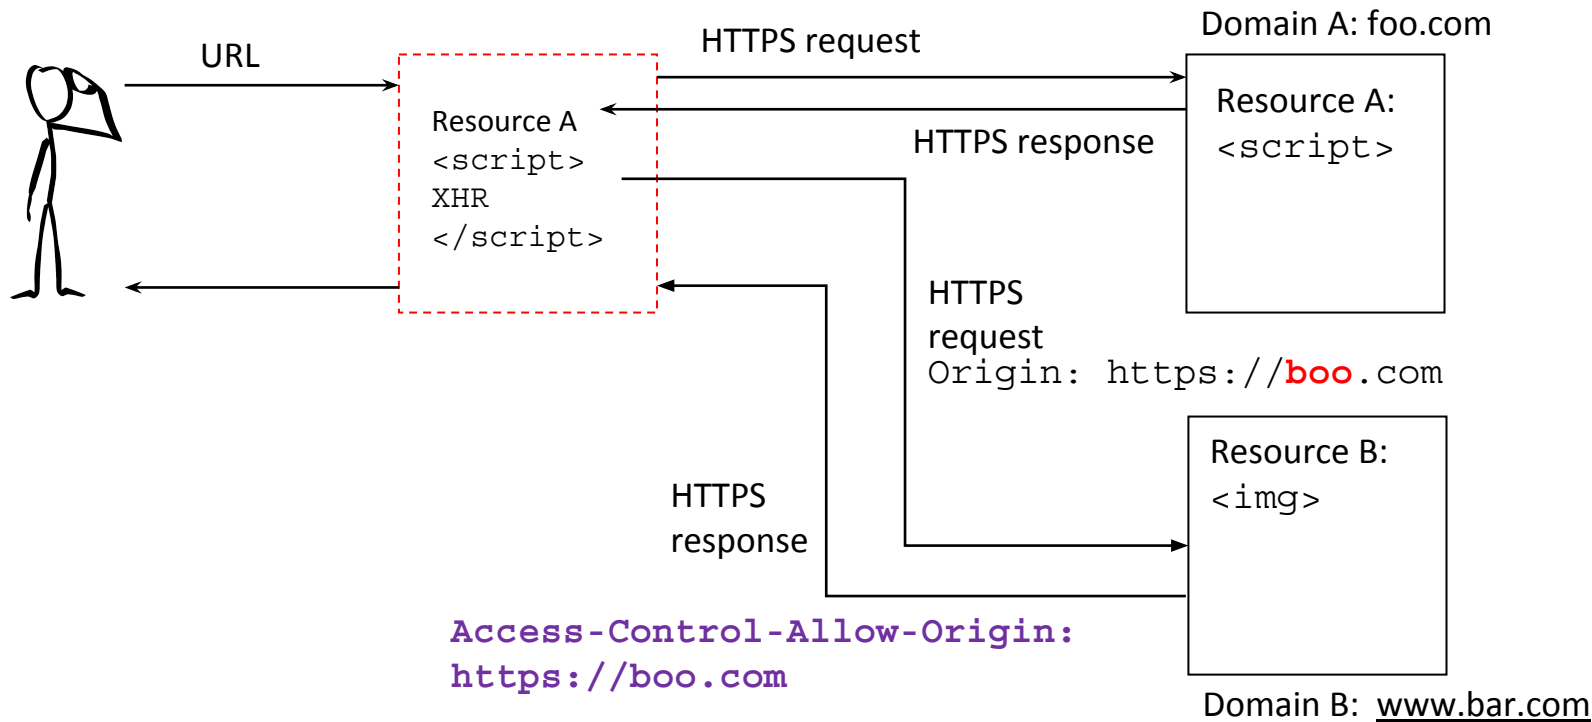 URL
HTTPS request
Domain A: foo.com
Resource A
<script>
XHR
</script>
HTTPS response
Resource A:
<script>
HTTPS
request
Origin: https://boo.com
Resource B:
<img>
HTTPS
response
Access-Control-Allow-Origin:
https://boo.com
Domain B: www.bar.com